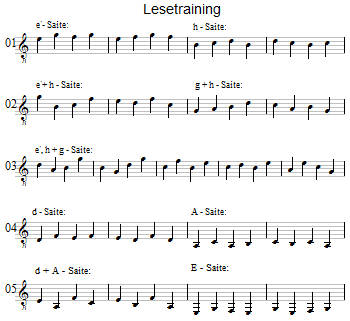 Lesetraining
e'- Saite: h - Saite:
01
e'+ h - Saite: g + h - Saite:
02
e', h + g - Saite:
03
d - Saite: A - Saite:
04
d + A - Saite: E - Saite:
05